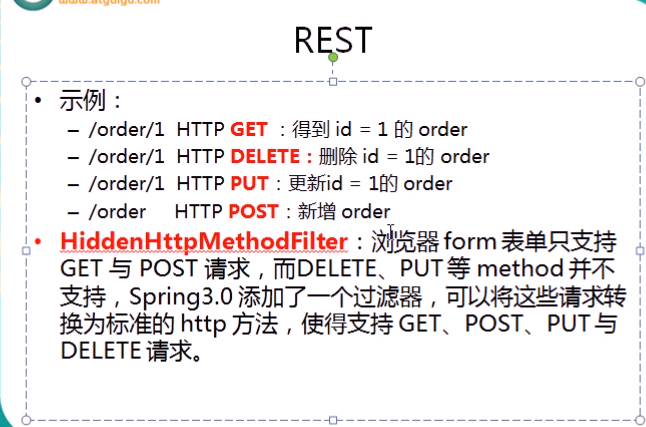 www.atguigu.com
REST
• 示例：
– /order/1 HTTP GET ：得到 id = 1 的 order
– /order/1 HTTP DELETE：删除 id = 1的 order
– /order/1 HTTP PUT：更新id = 1的 order
– /order HTTP POST：新增 order
• HiddenHttpMethodFilter：浏览器 form 表单只支持
GET 与 POST 请求，而DELETE、PUT 等 method 并不
支持，Spring3.0 添加了一个过滤器，可以将这些请求转
换为标准的 http 方法，使得支持 GET、POST、PUT 与
DELETE 请求。